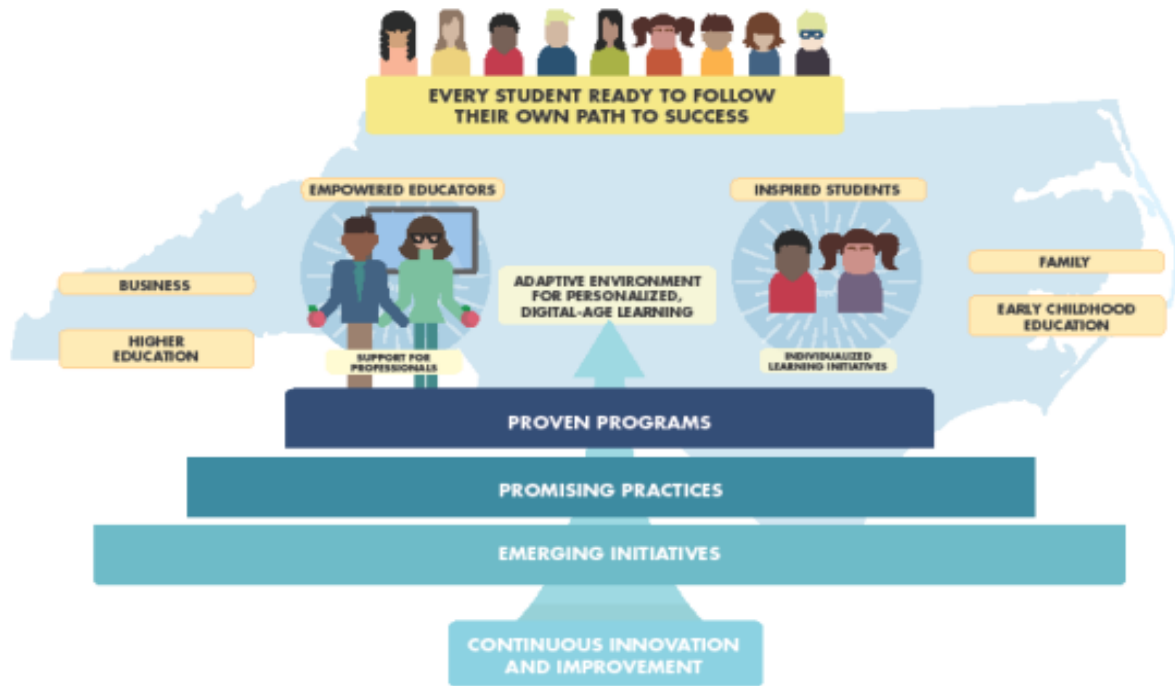 EVERY STUDENT READY TO FOLLOW
THEIR OWN PATH TO SUCCESS
EMPOWERED EDUCATORS
INSPIRED STUDENTS
BUSINESS
HIGHER
EDUCATION
ADAPTIVE ENVIRONMENT
FOR PERSONALIZED,
DIGITAL-AGE LEARNING
FAMILY
EARLY CHILDHOOD
EDUCATION
SUPPORT FOR
PROFESSIONALS
INDIVIDUALIZED
LEARNING INITIATIVES
PROVEN PROGRAMS
PROMISING PRACTICES
EMERGING INITIATIVES
CONTINUOUS INNOVATION
AND IMPROVEMENT